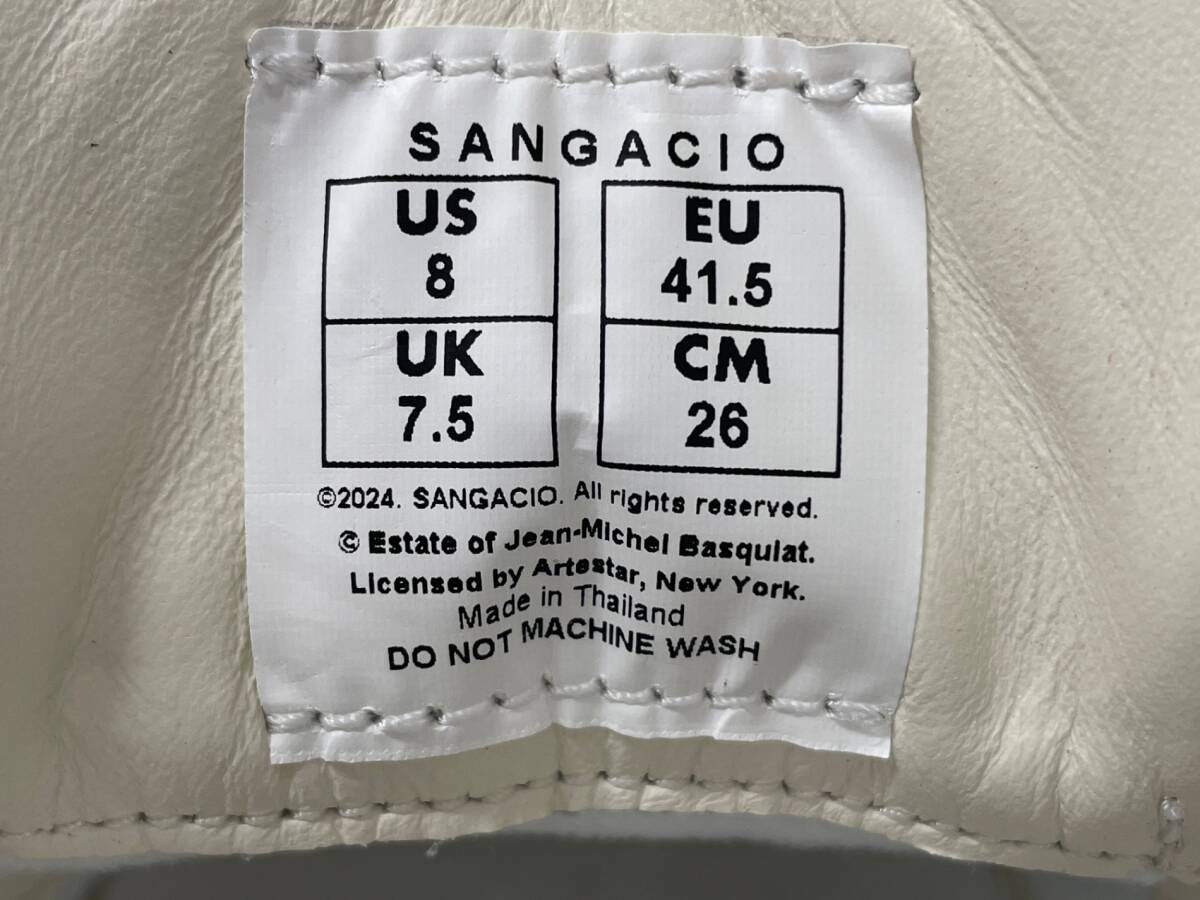 SANGACIO
US
8
EU
41.5
UK
7.5
CM
26
©2024. SANGACIO. All rights reserved.
© Estate of Jean-Michel Basquiat.
Licensed by Artestar, New York.
Made in Thailand
DO NOT MACHINE WASH